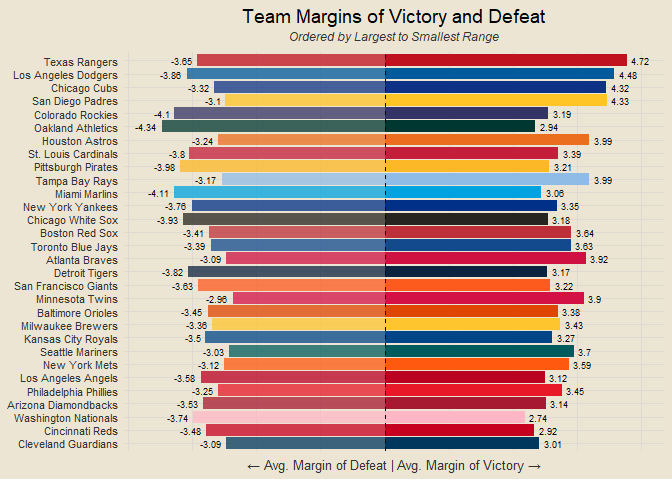 Team Margins of Victory and Defeat
Ordered by Largest to Smallest Range
Texas Rangers -3.65 4.72
Los Angeles Dodgers -3.86 4.48
Chicago Cubs -3.32 4.32
San Diego Padres -3.1 4.33
Colorado Rockies -4.1 3.19
Oakland Athletics -4.34 2.94
Houston Astros -3.24 3.99
St. Louis Cardinals -3.8 3.39
Pittsburgh Pirates -3.98 3.21
Tampa Bay Rays -3.17 3.99
Miami Marlins -4.11 3.06
New York Yankees -3.76 3.35
Chicago White Sox -3.93 3.18
Boston Red Sox -3.41 3.64
Toronto Blue Jays -3.39 3.63
Atlanta Braves -3.09 3.92
Detroit Tigers -3.82 3.17
San Francisco Giants -3.63 3.22
Minnesota Twins -2.96 3.9
Baltimore Orioles -3.45 3.38
Milwaukee Brewers -3.36 3.43
Kansas City Royals -3.5 3.27
Seattle Mariners -3.03 3.7
New York Mets -3.12 3.59
Los Angeles Angels -3.58 3.12
Philadelphia Phillies -3.25 3.45
Arizona Diamondbacks -3.53 3.14
Washington Nationals -3.74 2.74
Cincinnati Reds -3.48 2.92
Cleveland Guardians -3.09 3.01
← Avg. Margin of Defeat | Avg. Margin of Victory →